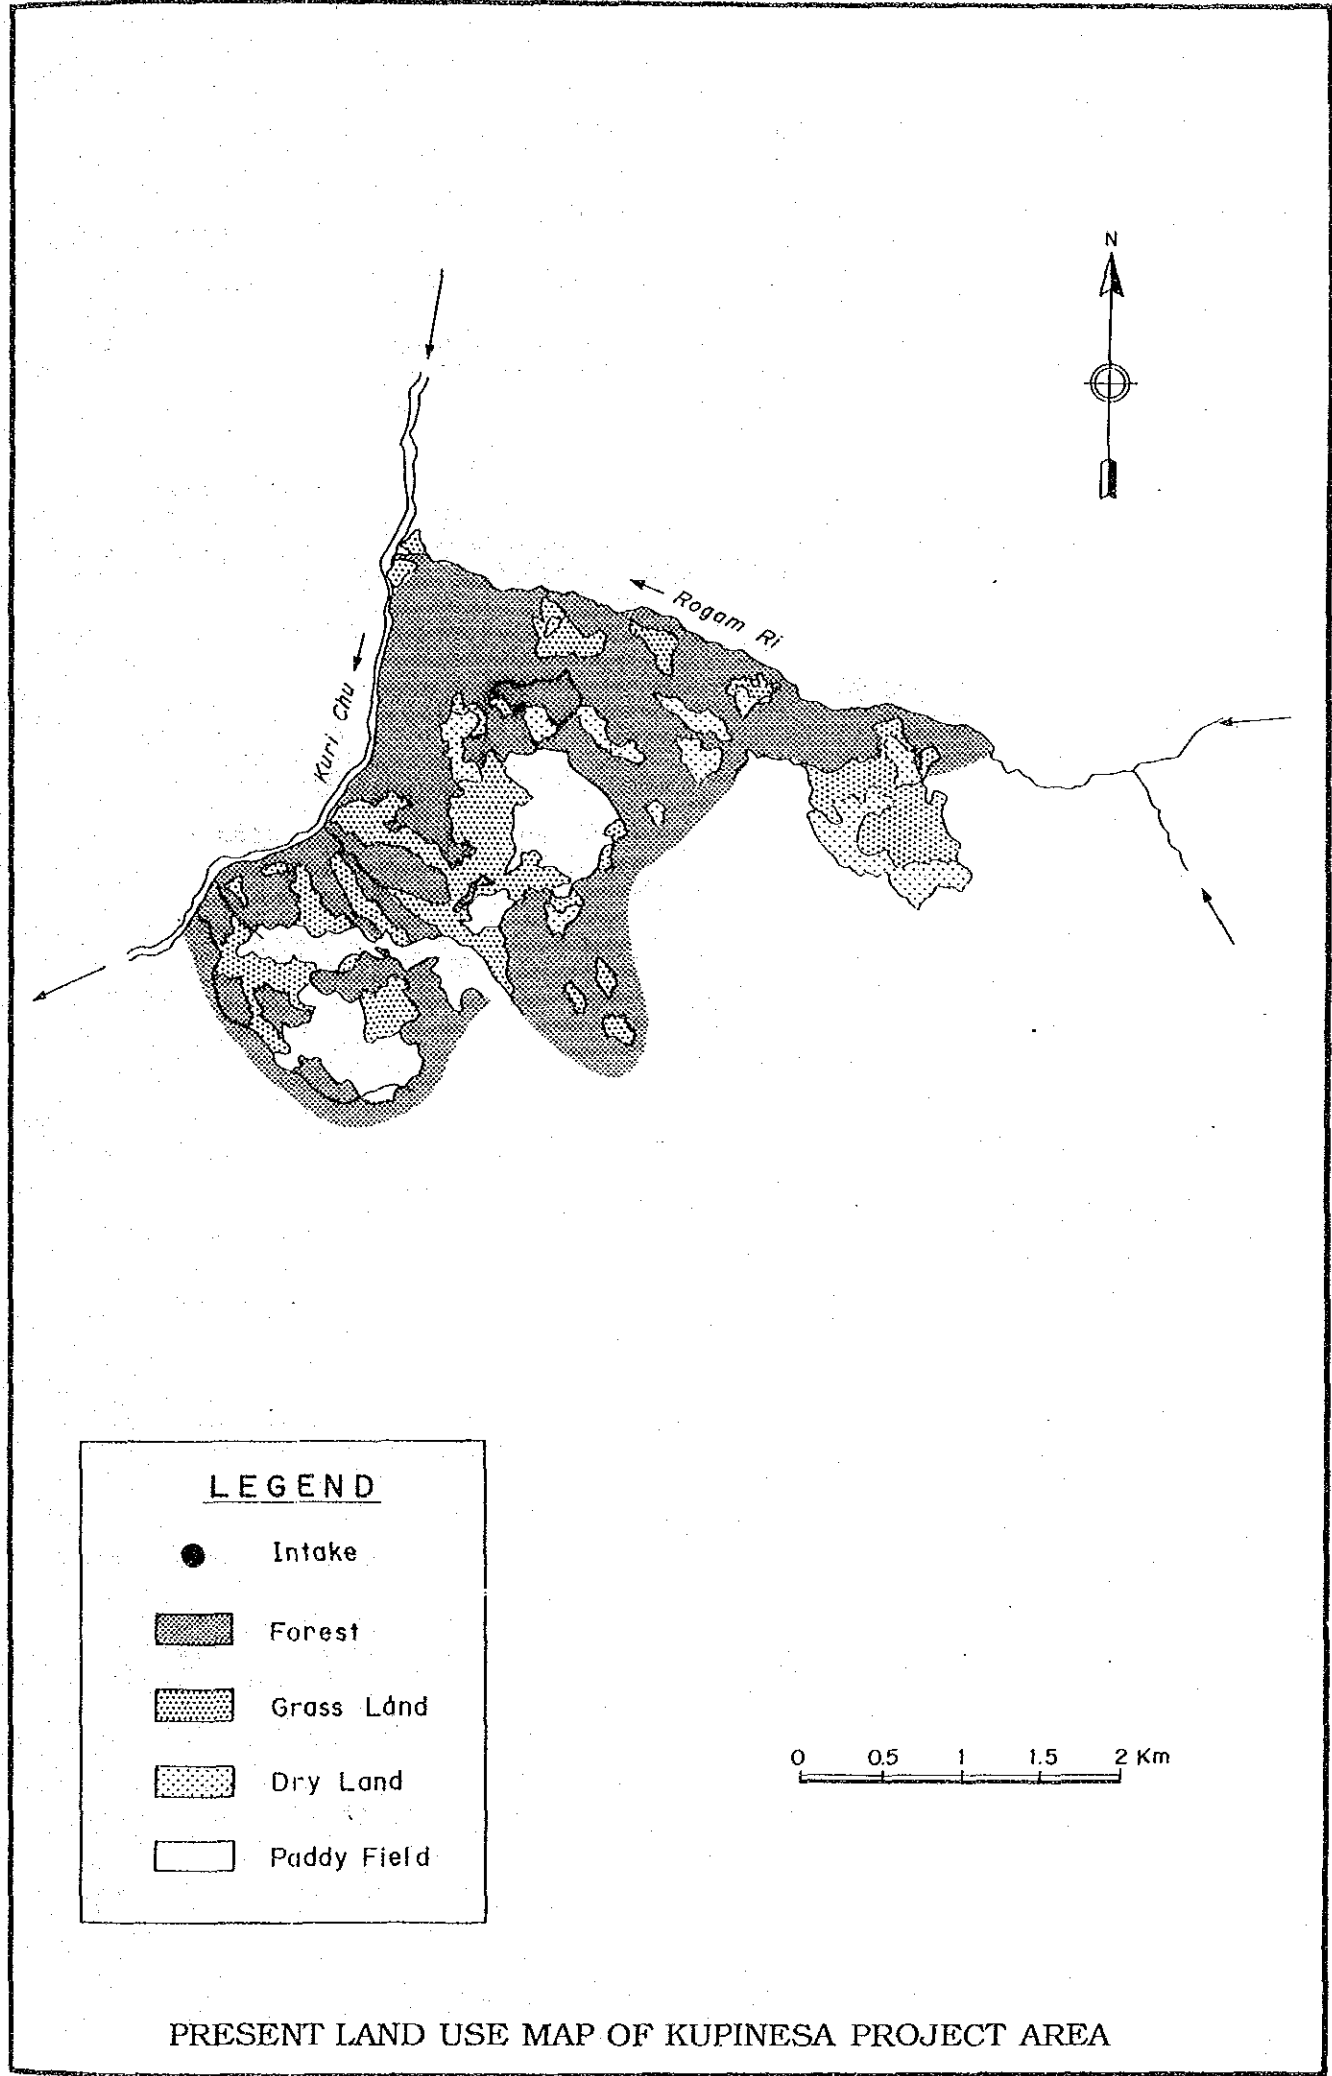 N
Rogam Ri
Kuri Chu
LEGEND
Intake
Forest
Grass Land
Dry Land
Paddy Field
0 0.5 1 1.5 2 Km
PRESENT LAND USE MAP OF KUPINESA PROJECT AREA